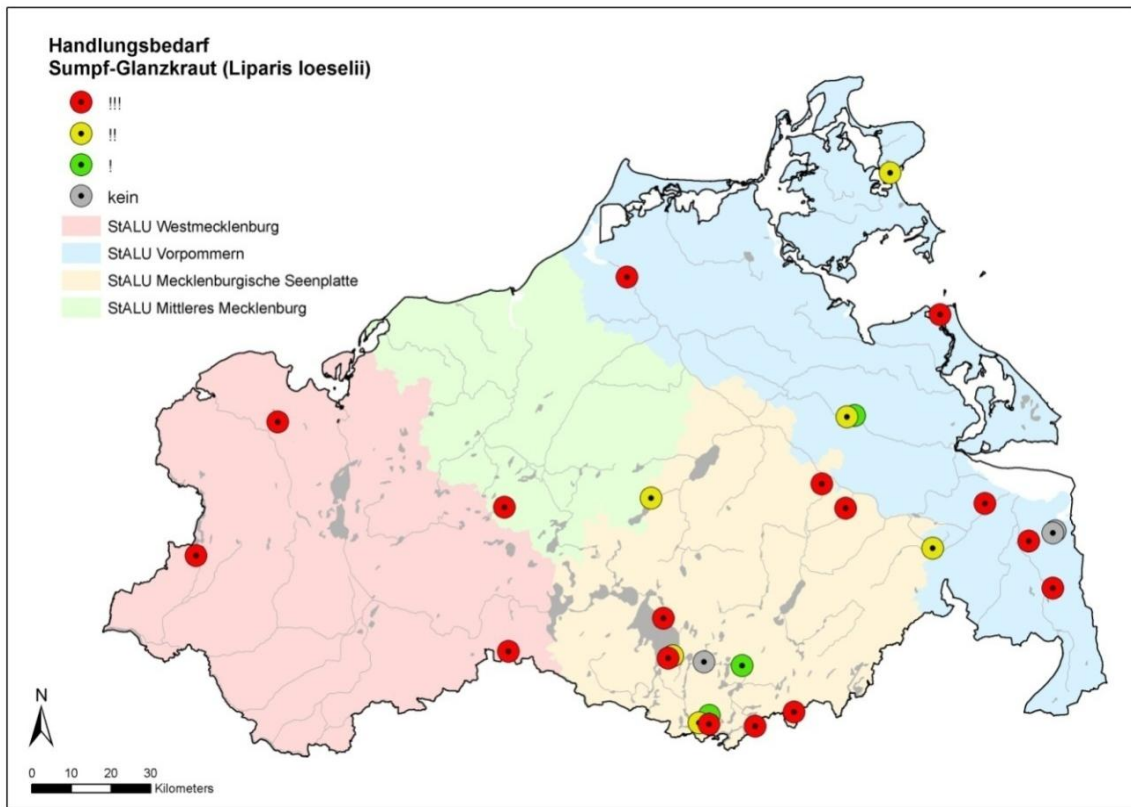 Handlungsbedarf
Sumpf-Glanzkraut (Liparis loeselii)
!!!
!!
!
kein
StALU Westmecklenburg
StALU Vorpommern
StALU Mecklenburgische Seenplatte
StALU Mittleres Mecklenburg
N
0 10 20 30
Kilometers